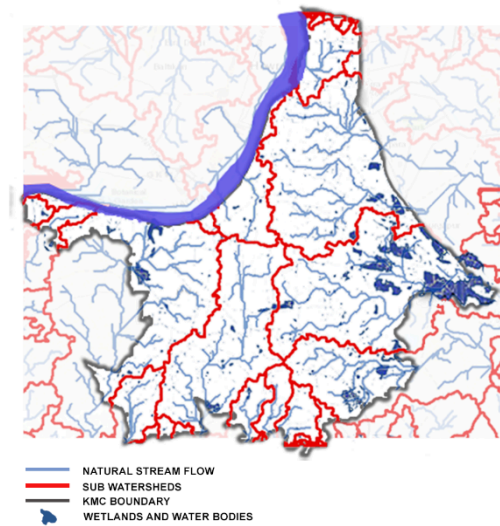 NATURAL STREAM FLOW
SUB WATERSHEDS
KMC BOUNDARY
WETLANDS AND WATER BODIES